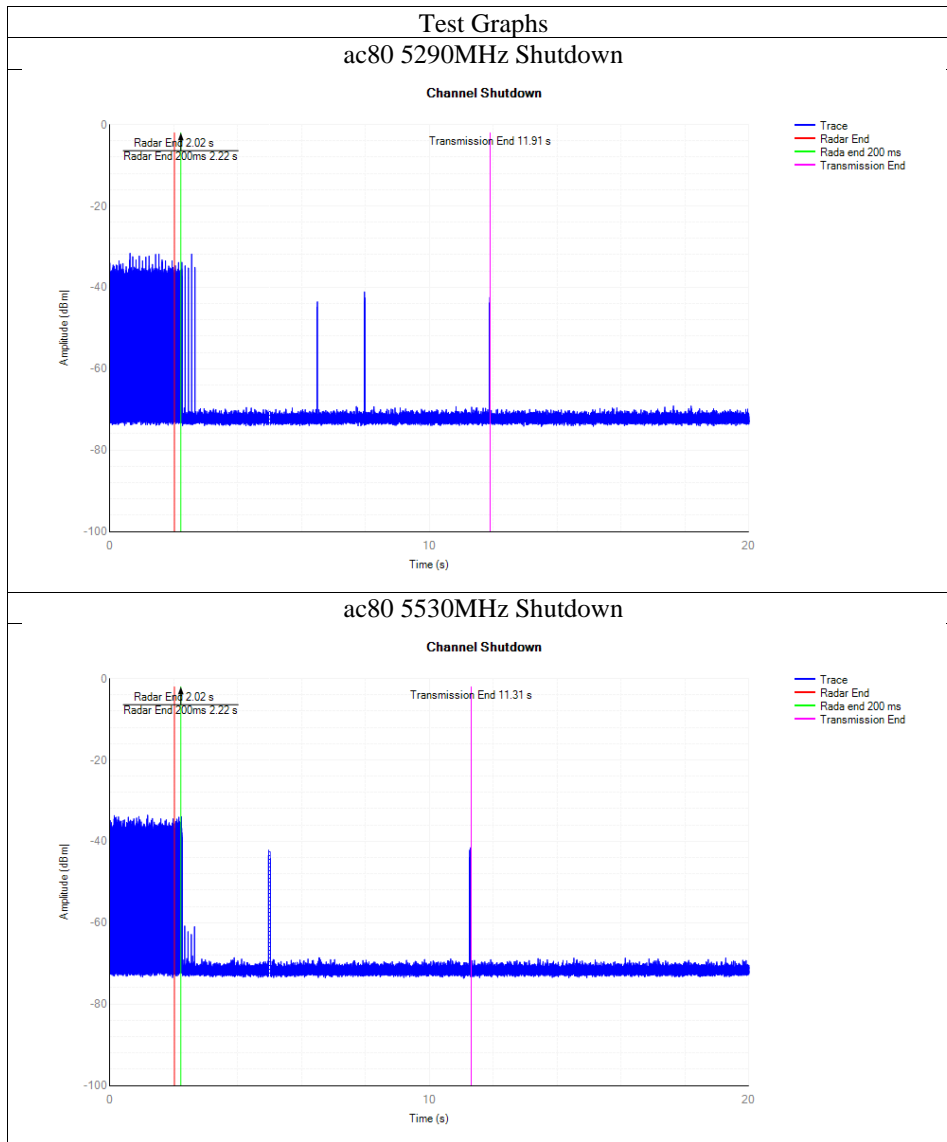 Test Graphs
ac80 5290MHz Shutdown
Channel Shutdown
0
-20
-40
-60
-80
-100
Amplitude (dBm)
Radar End 2.02 s
Radar End 200ms 2.22 s
Transmission End 11.91 s
Trace
Radar End
Rada end 200 ms
Transmission End
0
10
20
Time (s)
ac80 5530MHz Shutdown
Channel Shutdown
0
-20
-40
-60
-80
-100
Amplitude (dBm)
Radar End 2.02 s
Radar End 200ms 2.22 s
Transmission End 11.31 s
Trace
Radar End
Rada end 200 ms
Transmission End
0
10
20
Time (s)